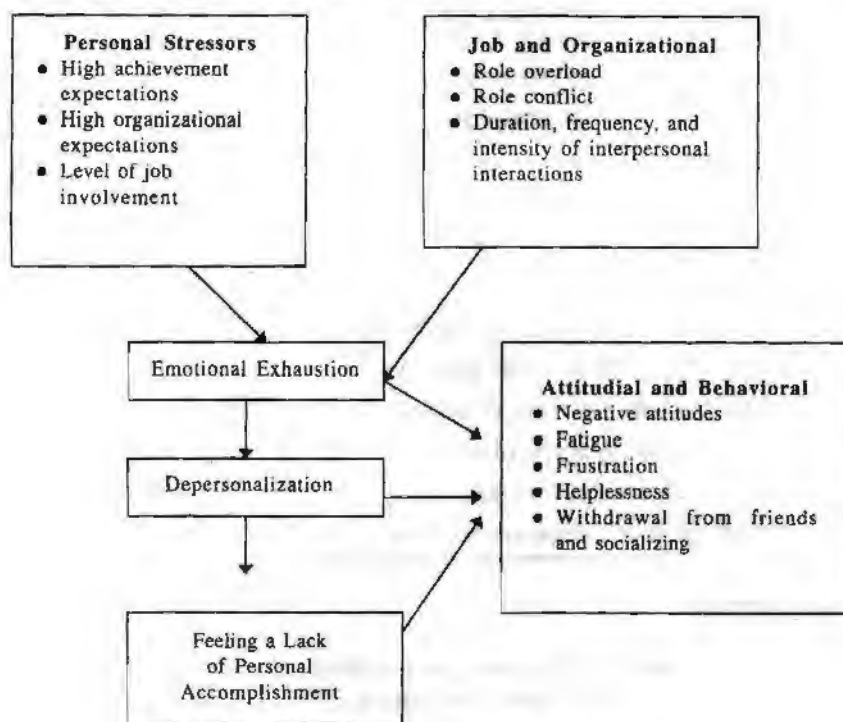 Personal Stressors
● High achievement
expectations
● High organizational
expectations
● Level of job
involvement
Job and Organizational
● Role overload
● Role conflict
● Duration, frequency, and
intensity of interpersonal
interactions
Emotional Exhaustion
Depersonalization
Feeling a Lack
of Personal
Accomplishment
Attitudial and Behavioral
● Negative attitudes
● Fatigue
● Frustration
● Helplessness
● Withdrawal from friends
and socializing